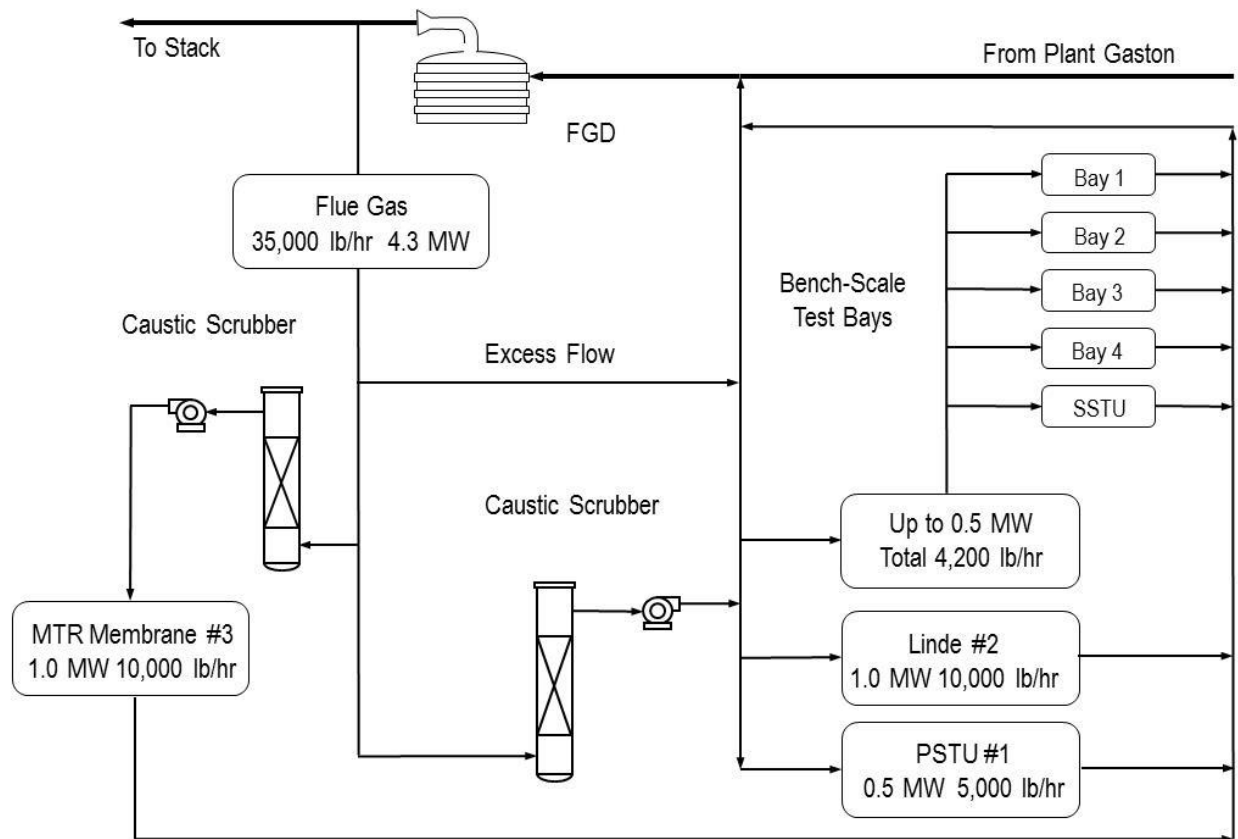 To Stack
From Plant Gaston
FGD
Flue Gas
35,000 lb/hr 4.3 MW
Bay 1
Bay 2
Bay 3
Bay 4
SSTU
Bench-Scale
Test Bays
Caustic Scrubber
Excess Flow
Caustic Scrubber
Up to 0.5 MW
Total 4,200 lb/hr
MTR Membrane #3
1.0 MW 10,000 lb/hr
Linde #2
1.0 MW 10,000 lb/hr
PSTU #1
0.5 MW 5,000 lb/hr